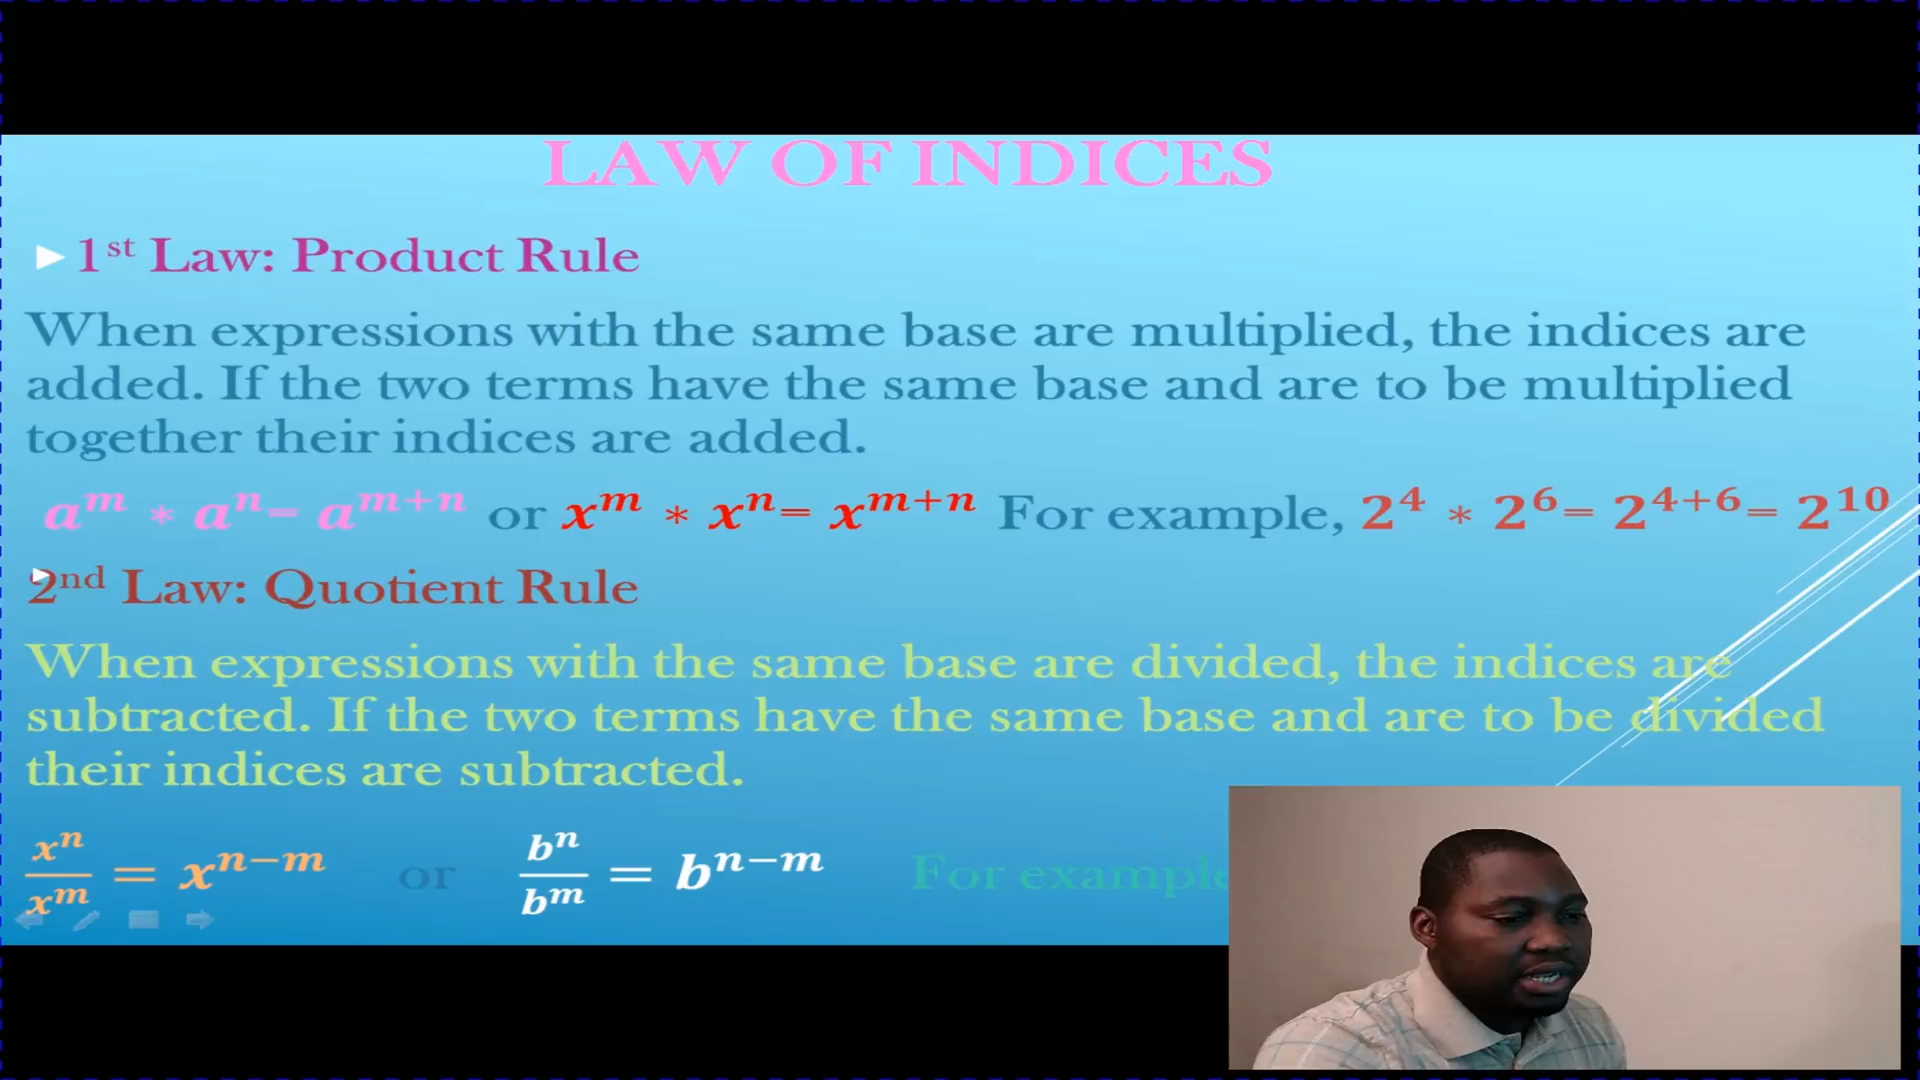 LAW OF INDICES
1st Law: Product Rule
When expressions with the same base are multiplied, the indices are
added. If the two terms have the same base and are to be multiplied
together their indices are added.
a^m * a^n= a^{m+n} or x^m * x^n= x^{m+n} For example, 2^4 * 2^6= 2^{4+6}= 2^{10}
2nd Law: Quotient Rule
When expressions with the same base are divided, the indices are
subtracted. If the two terms have the same base and are to be divided
their indices are subtracted.
x^n/x^m = x^{n−m} or b^n/b^m = b^{n−m} For example